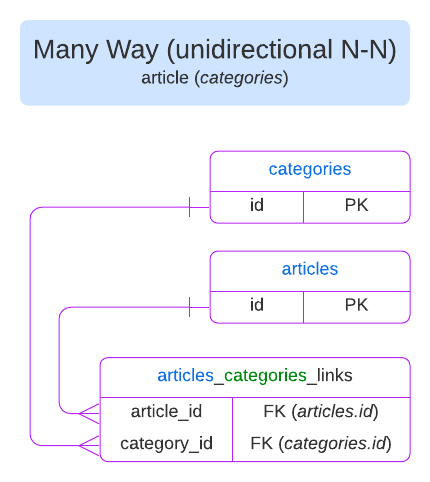 Many Way (unidirectional N-N)
article (categories)
categories
id PK
articles
id PK
articles_categories_links
article_id FK (articles.id)
category_id FK (categories.id)